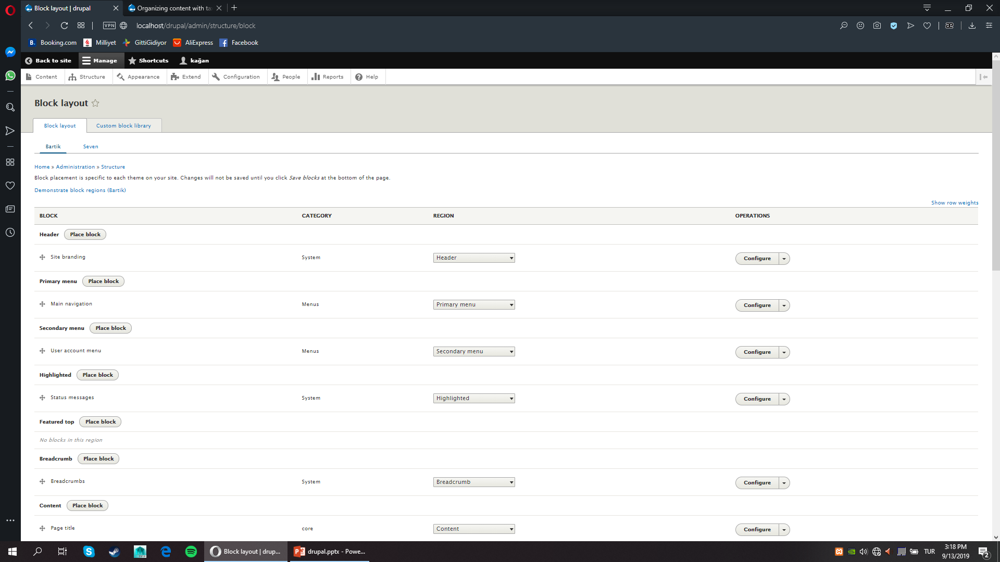 Block layout | drupal
Organizing content with ta
VPN
localhost/drupal/admin/structure/block
B. Booking.com
Milliyet
GittiGidiyor
AliExpress
Facebook
Back to site
Manage
Shortcuts
kağan
Content
Structure
Appearance
Extend
Configuration
People
Reports
Help
Block layout
Block layout
Custom block library
Bartik
Seven
Home » Administration » Structure
Block placement is specific to each theme on your site. Changes will not be saved until you click Save blocks at the bottom of the page.
Demonstrate block regions (Bartik)
Show row weights
BLOCK CATEGORY REGION OPERATIONS
Header Place block
Site branding System Header Configure
Primary menu Place block
Main navigation Menus Primary menu Configure
Secondary menu Place block
User account menu Menus Secondary menu Configure
Highlighted Place block
Status messages System Highlighted Configure
Featured top Place block
No blocks in this region
Breadcrumb Place block
Breadcrumbs System Breadcrumb Configure
Content Place block
Page title core Content Configure
Block layout | drup...
drupal.pptx - Powe...
TUR
3:18 PM
9/13/2019
2